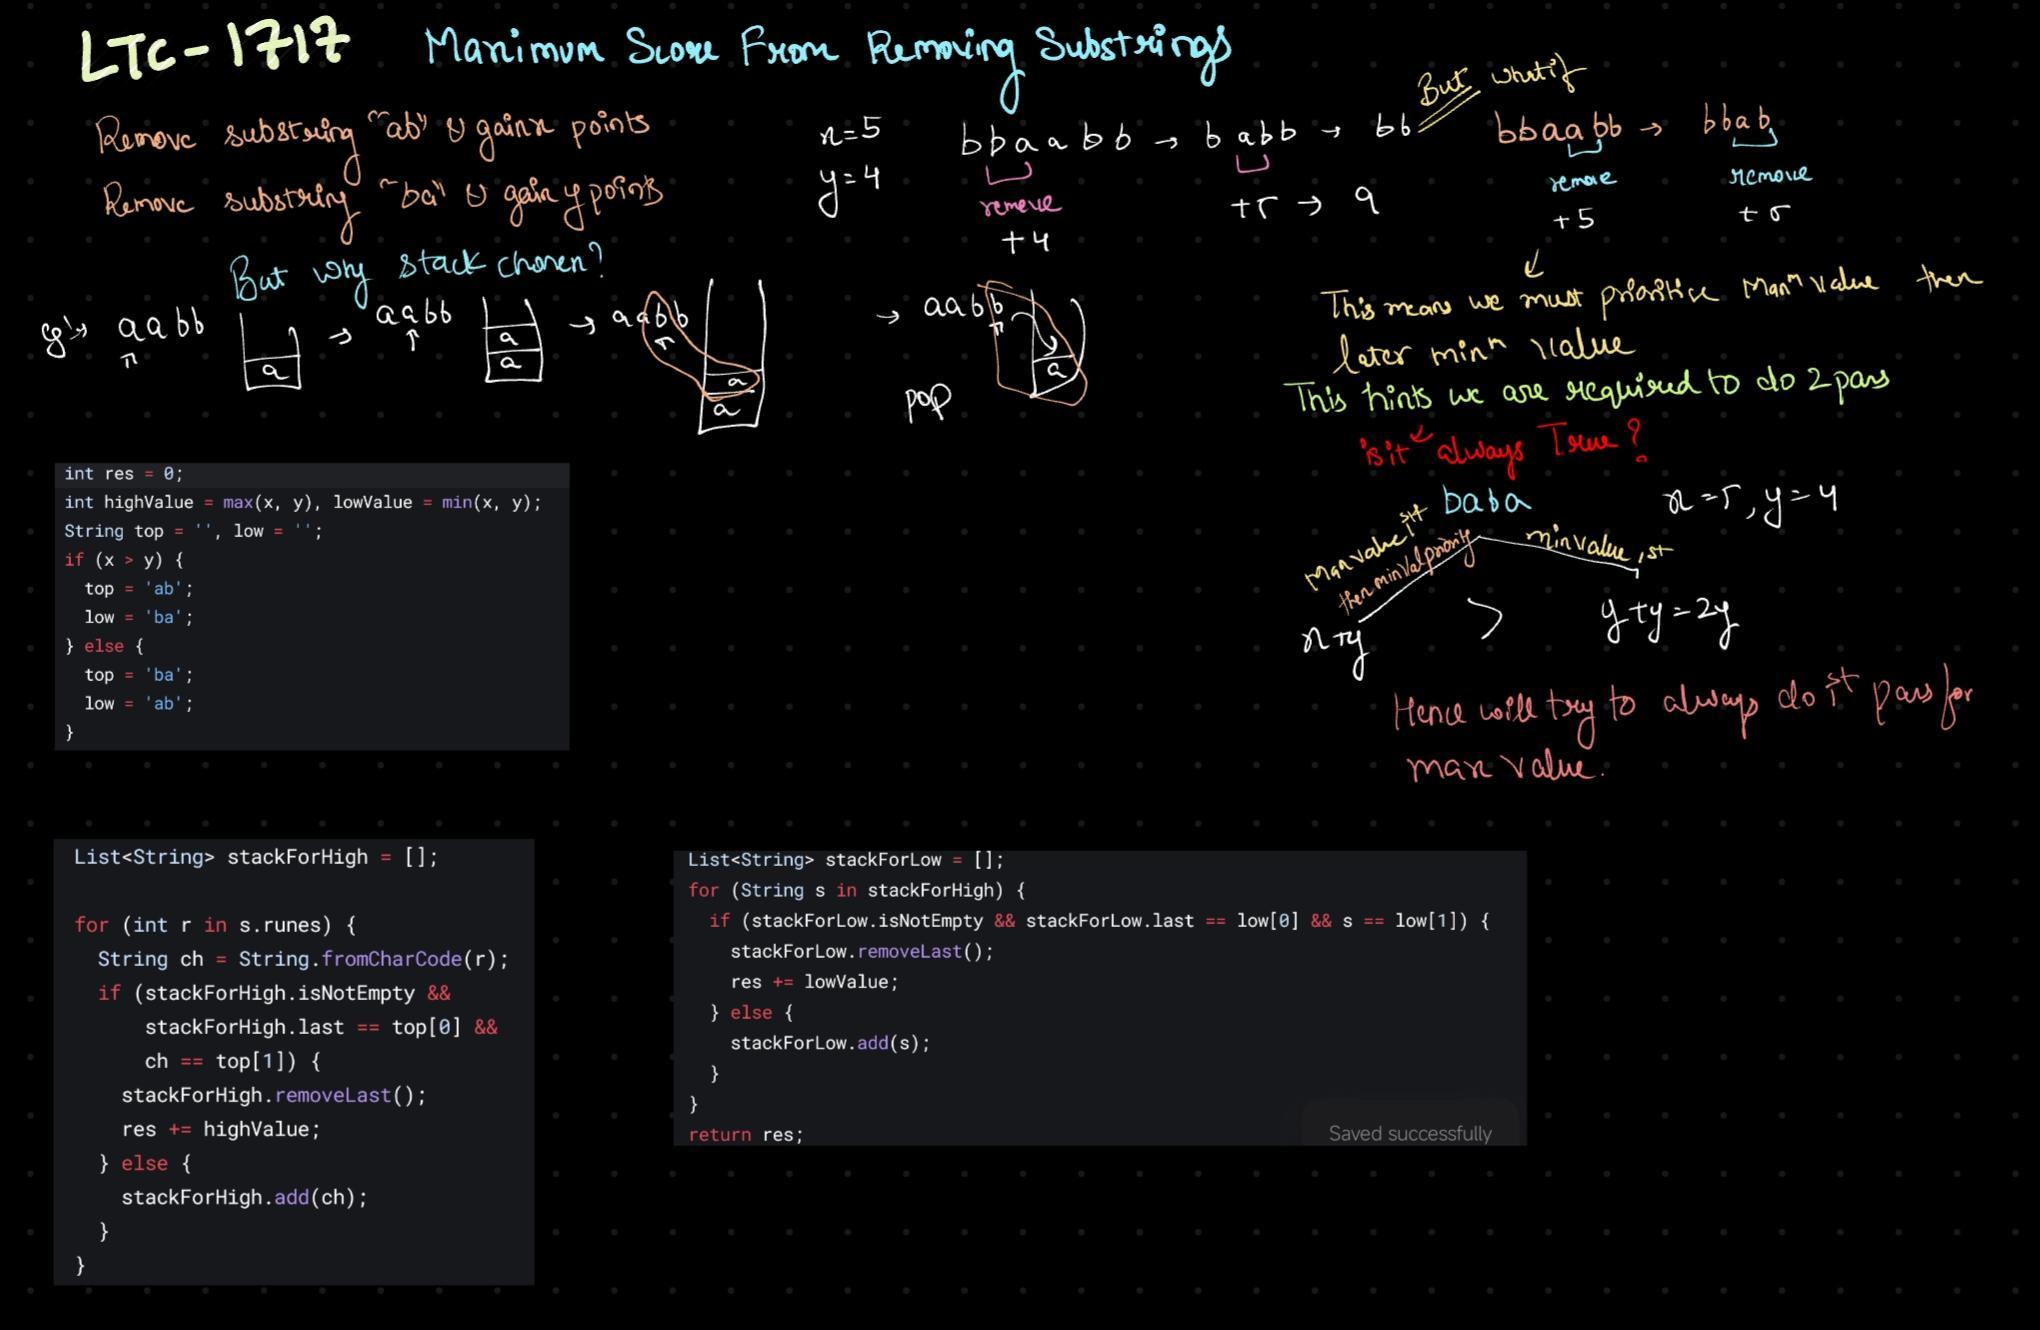 LTC-1717 Maximum Score From Removing Substrings
Remove substring "ab" & gain x points
Remove substring "ba" & gain y points
x=5
y=4
bbaabb → babb → bb
remove
+4
+5 → 9
But what if
bbaabb → bbab
remove
+5
remove
+5
This means we must prioritise Maxm value then
later minm value
This hints we are required to do 2 pass
is it always True?
baba
x=5, y=4
Max value 1st
then min val priority
min value 1st
x+y > y+y=2y
Hence will try to always do 1st pass for
max value.
But why stack chosen?
eg:→ aabb
a
→ aabb
a
a
→ aabb
a
a
→ aabb
a
pop
int res = 0;
int highValue = max(x, y), lowValue = min(x, y);
String top = '', low = '';
if (x > y) {
top = 'ab';
low = 'ba';
} else {
top = 'ba';
low = 'ab';
}
List<String> stackForHigh = [];
for (int r in s.runes) {
String ch = String.fromCharCode(r);
if (stackForHigh.isNotEmpty &&
stackForHigh.last == top[0] &&
ch == top[1]) {
stackForHigh.removeLast();
res += highValue;
} else {
stackForHigh.add(ch);
}
}
List<String> stackForLow = [];
for (String s in stackForHigh) {
if (stackForLow.isNotEmpty && stackForLow.last == low[0] && s == low[1]) {
stackForLow.removeLast();
res += lowValue;
} else {
stackForLow.add(s);
}
}
return res;
Saved successfully